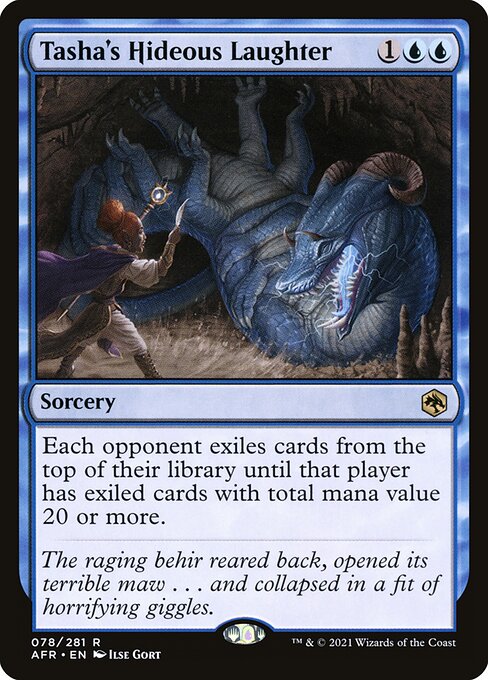 Tasha's Hideous Laughter 1
Sorcery
Each opponent exiles cards from the
top of their library until that player
has exiled cards with total mana value
20 or more.
The raging behir reared back, opened its
terrible maw . . . and collapsed in a fit of
horrifying giggles.
078/281 R
™ & © 2021 Wizards of the Coast
AFR • EN Ilse Gort